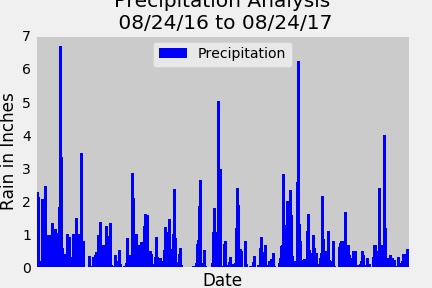 Precipitation Analysis
08/24/16 to 08/24/17
Precipitation
7
6
5
4
3
2
1
0
Rain in Inches
Date